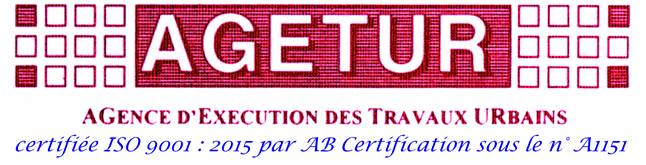 AGETUR
AGENCE D'EXECUTION DES TRAVAUX URBAINS
certifiée ISO 9001 : 2015 par AB Certification sous le n° A1151